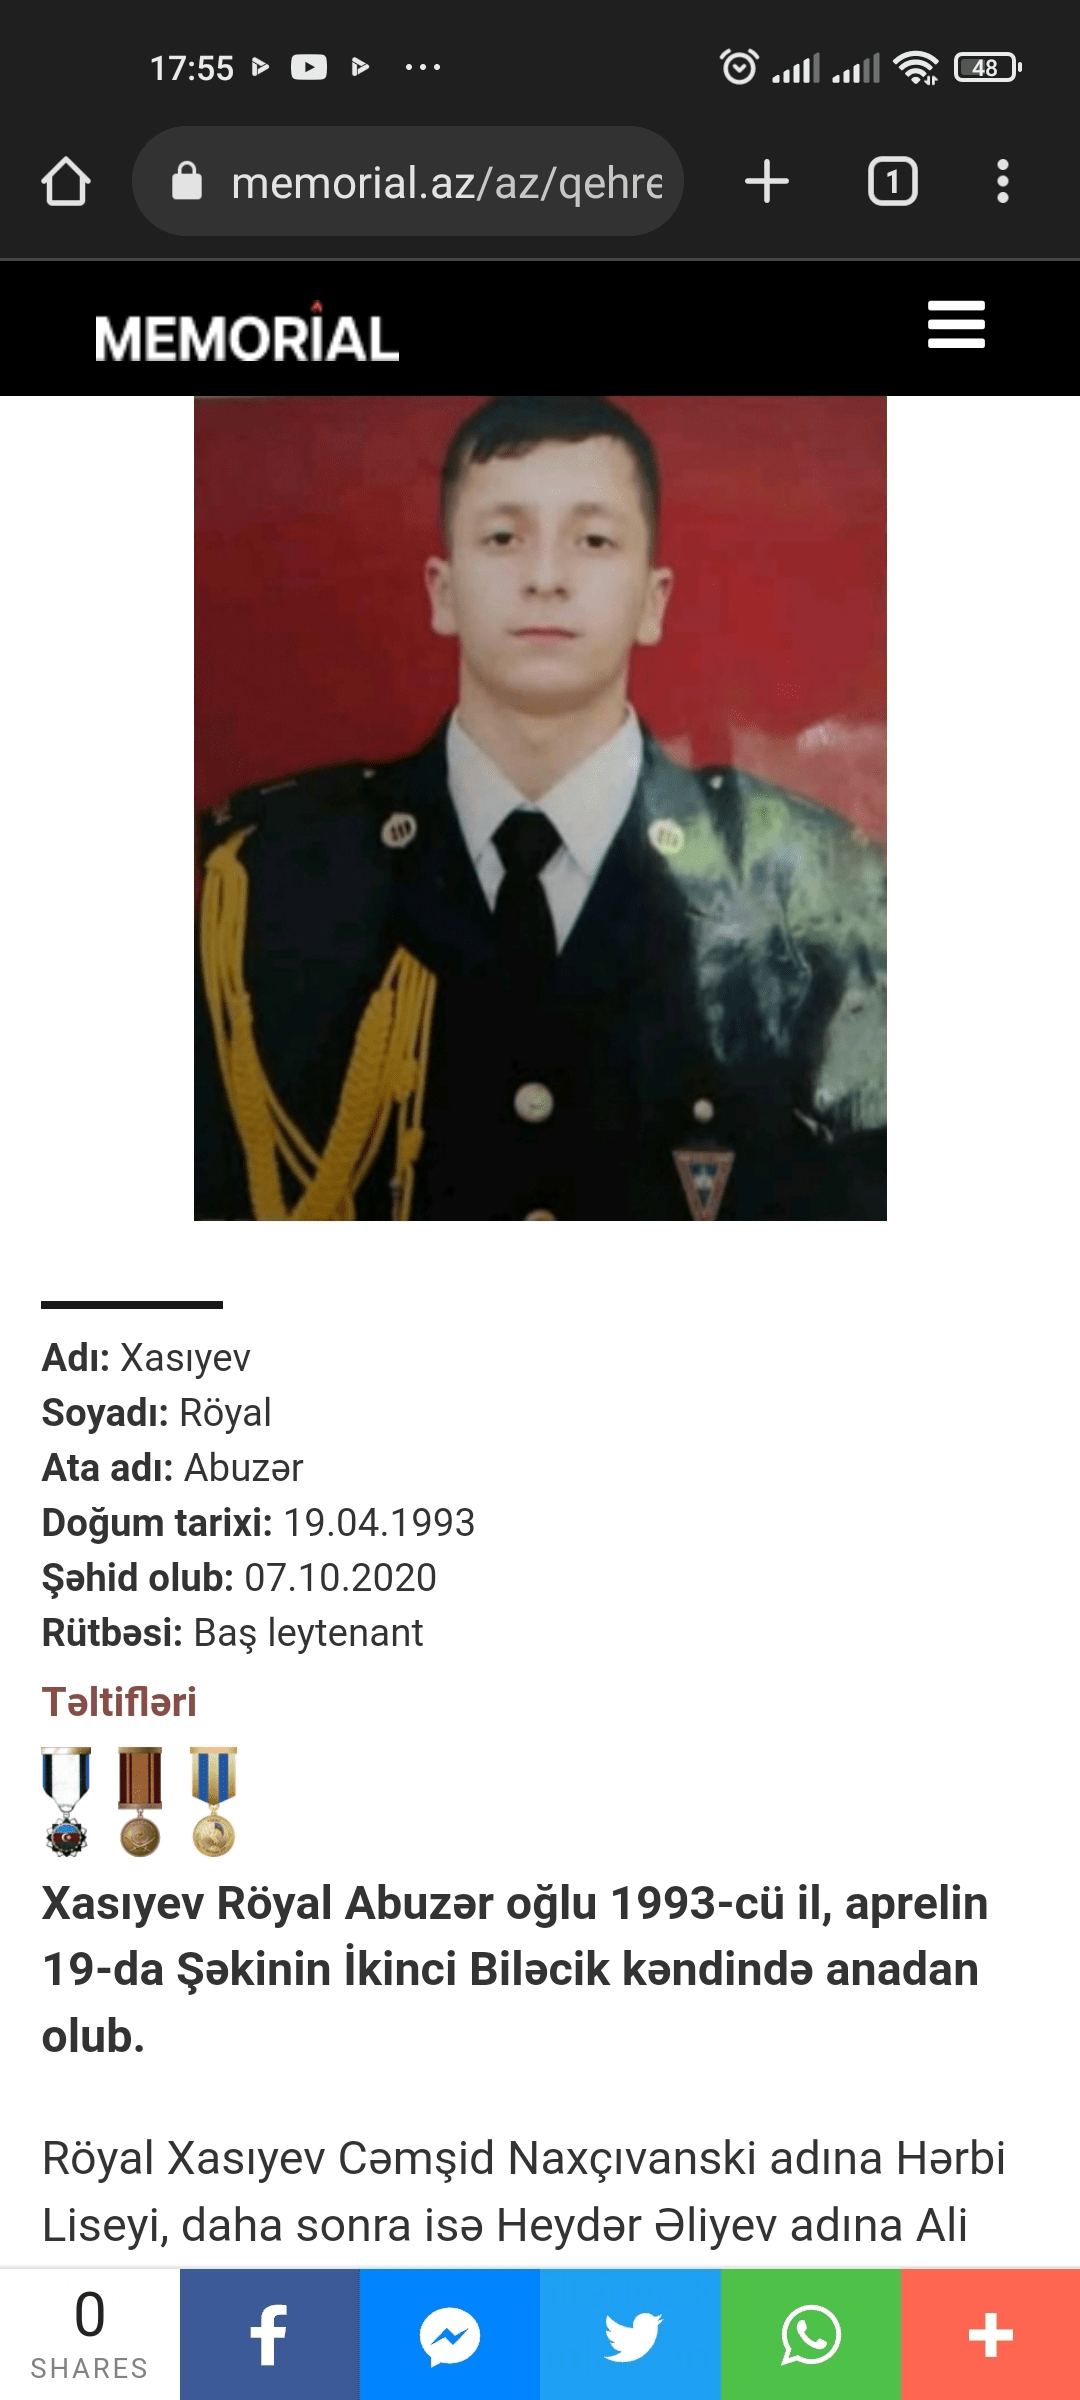 17:55
48
memorial.az/az/qehre
1
MEMORİAL
Adı: Xasıyev
Soyadı: Röyal
Ata adı: Abuzər
Doğum tarixi: 19.04.1993
Şəhid olub: 07.10.2020
Rütbəsi: Baş leytenant
Təltifləri
Xasıyev Röyal Abuzər oğlu 1993-cü il, aprelin
19-da Şəkinin İkinci Biləcik kəndində anadan
olub.
Röyal Xasıyev Cəmşid Naxçıvanski adına Hərbi
Liseyi, daha sonra isə Heydər Əliyev adına Ali
0
SHARES